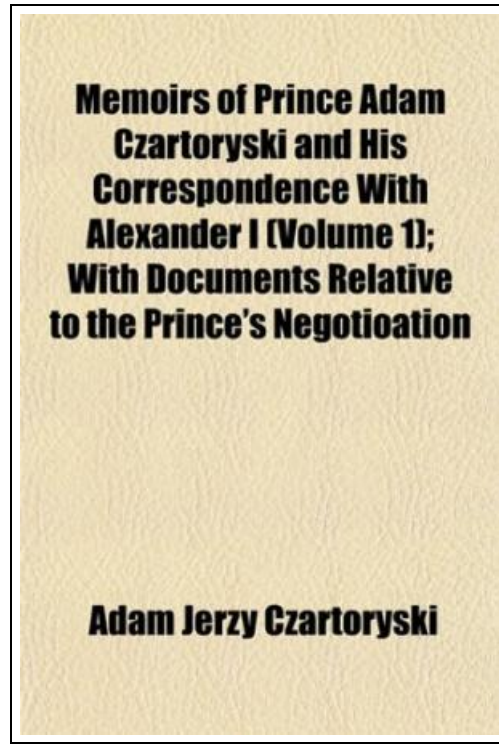 Memoirs of Prince Adam
Czartoryski and His
Correspondence With
Alexander I (Volume 1);
With Documents Relative
to the Prince's Negotioation
Adam Jerzy Czartoryski